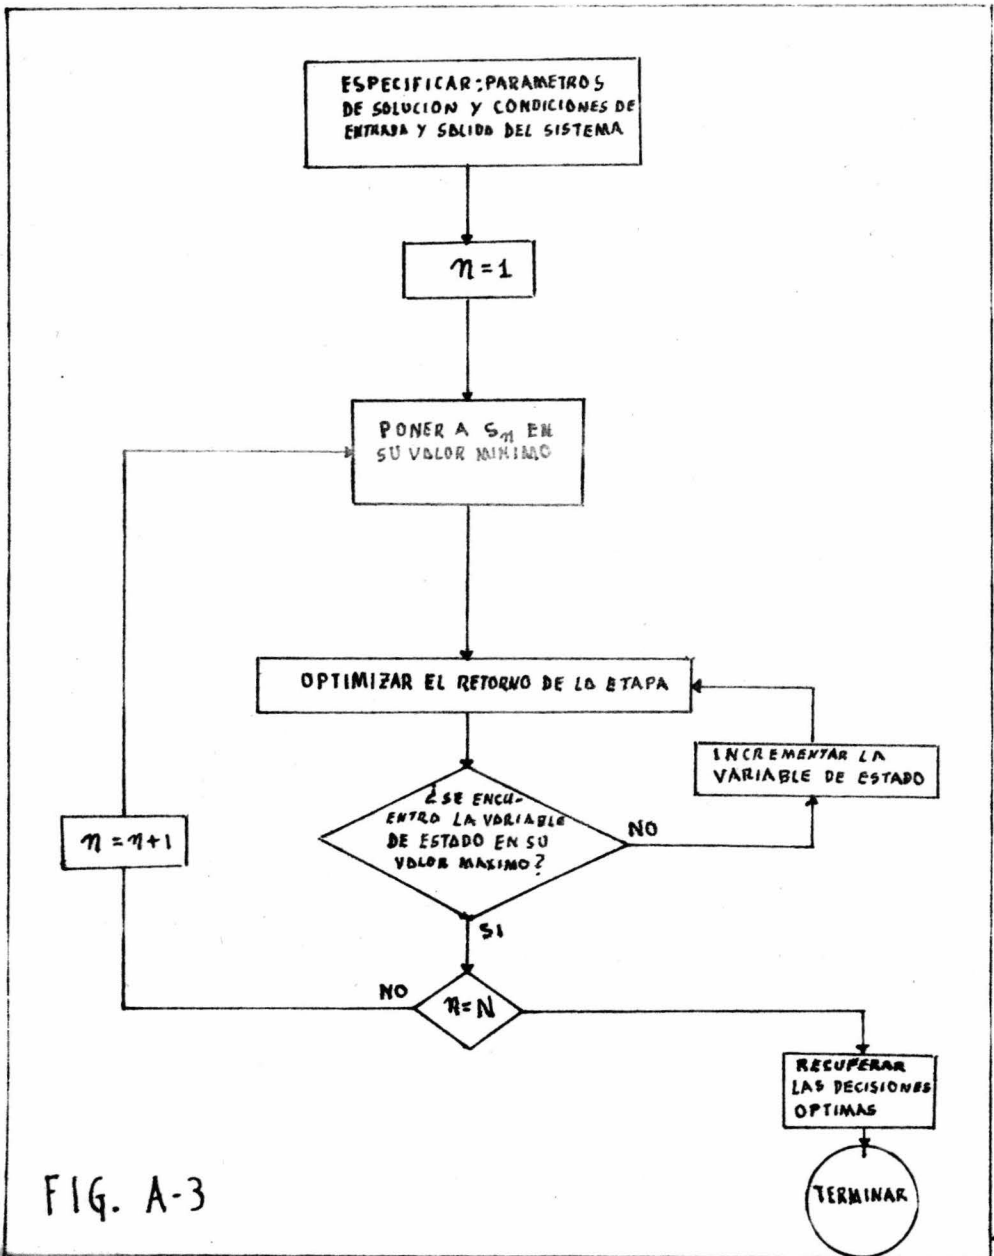 ESPECIFICAR: PARAMETROS
DE SOLUCION Y CONDICIONES DE
ENTRADA Y SALIDA DEL SISTEMA
n = 1
PONER A Sn EN
SU VALOR MINIMO
OPTIMIZAR EL RETORNO DE LA ETAPA
INCREMENTAR LA
VARIABLE DE ESTADO
¿SE ENCU-
ENTRA LA VARIABLE
DE ESTADO EN SU
VALOR MAXIMO?
NO
SI
n = n+1
NO
n = N
RECUPERAR
LAS DECISIONES
OPTIMAS
TERMINAR
FIG. A-3